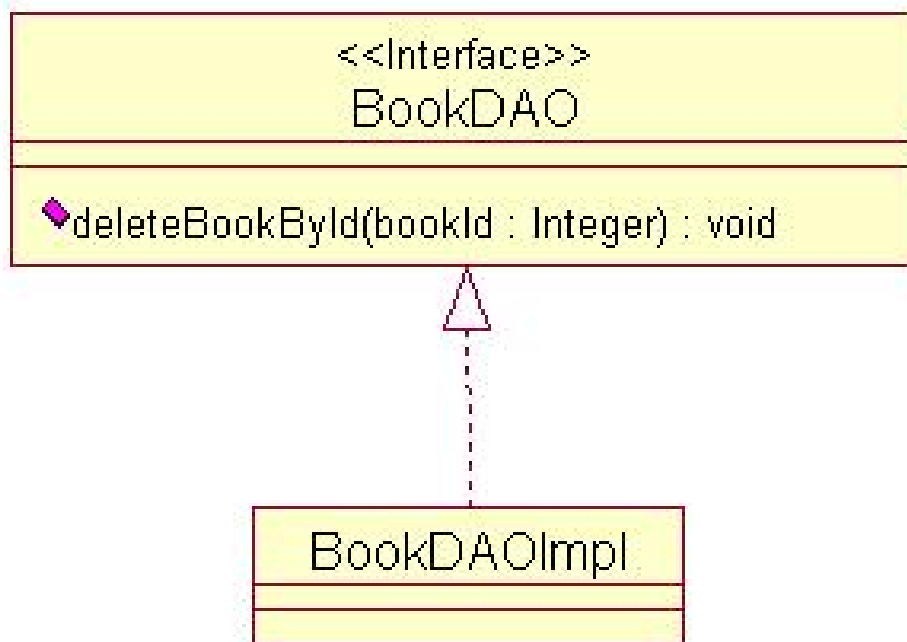 <<Interface>>
BookDAO
deleteBookById(bookId : Integer) : void
BookDAOImpl